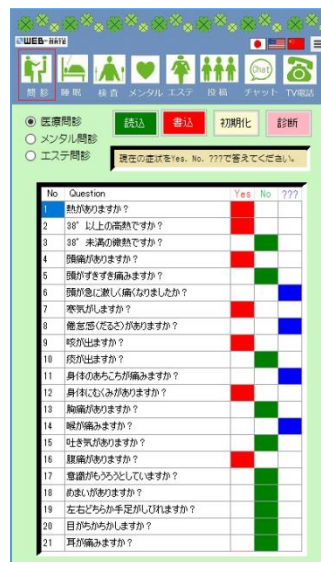 WEB-HATE
問診 睡眠 検査 メンタル エステ 投稿 チャット TV電話
Chat
医療問診
メンタル問診
エステ問診
読込 書込 初期化 診断
現在の症状をYes. No. ???で答えてください。
No Question Yes No ???
1 熱がありますか?
2 38°以上の高熱ですか?
3 38°未満の微熱ですか?
4 頭痛がありますか?
5 頭がずきずき痛みますか?
6 頭が急に激しく痛くなりましたか?
7 寒気がしますか?
8 倦怠感(だるさ)がありますか?
9 咳が出ますか?
10 痰が出ますか?
11 身体のあちこちが痛みますか?
12 身体にむくみがありますか?
13 胸痛がありますか?
14 喉が痛みますか?
15 吐き気がありますか?
16 腹痛がありますか?
17 意識がもうろうとしていますか?
18 めまいがありますか?
19 左右どちらか手足がしびれますか?
20 目がちかちかしますか?
21 耳が痛みますか?